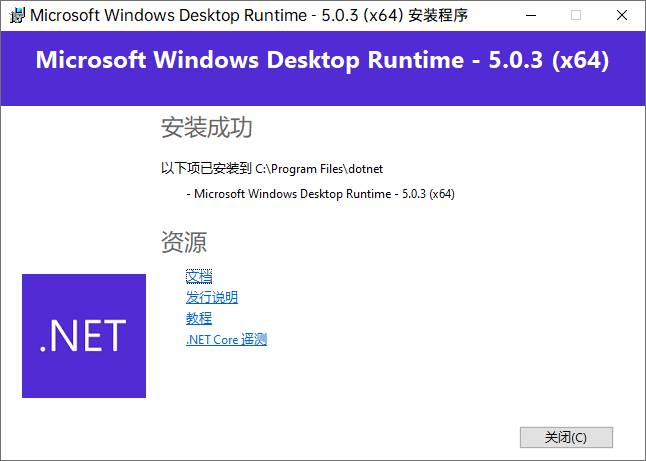 Microsoft Windows Desktop Runtime - 5.0.3 (x64) 安装程序
Microsoft Windows Desktop Runtime - 5.0.3 (x64)
安装成功
以下项已安装到 C:\Program Files\dotnet
- Microsoft Windows Desktop Runtime - 5.0.3 (x64)
资源
文档
发行说明
教程
.NET Core 遥测
.NET
关闭(C)